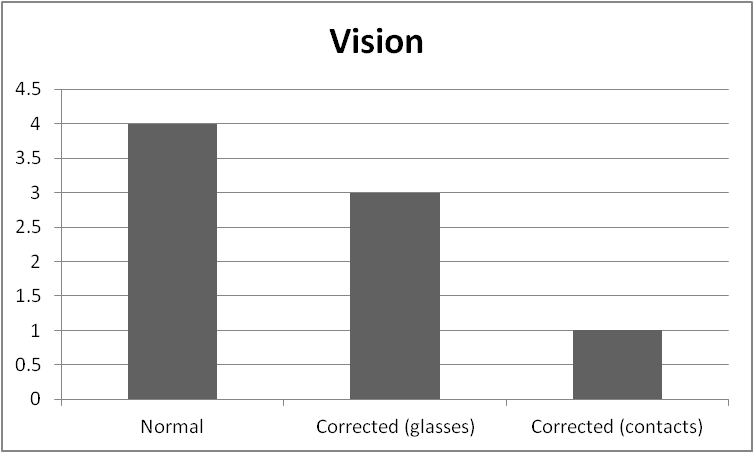 Vision
4.5
4
3.5
3
2.5
2
1.5
1
0.5
0
Normal
Corrected (glasses)
Corrected (contacts)